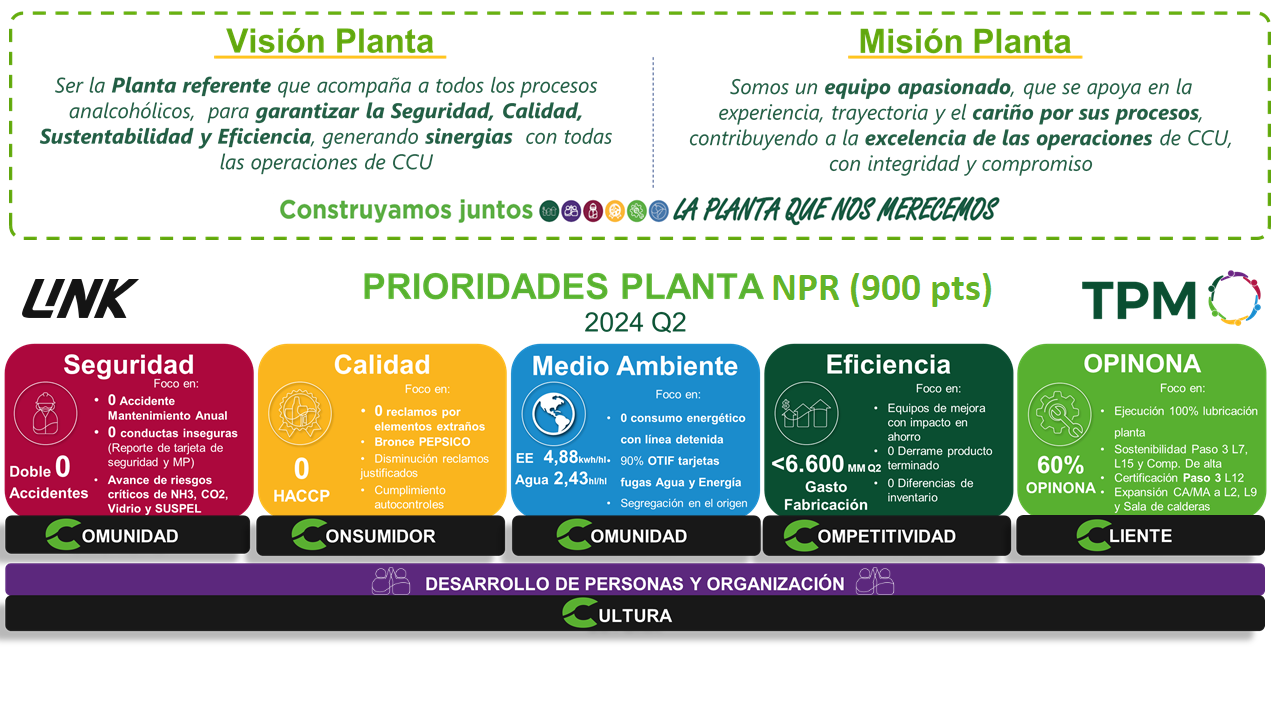 Visión Planta
Ser la Planta referente que acompaña a todos los procesos
analcohólicos, para garantizar la Seguridad, Calidad,
Sustentabilidad y Eficiencia, generando sinergias con todas
las operaciones de CCU
Misión Planta
Somos un equipo apasionado, que se apoya en la
experiencia, trayectoria y el cariño por sus procesos,
contribuyendo a la excelencia de las operaciones de CCU,
con integridad y compromiso
Construyamos juntos LA PLANTA QUE NOS MERECEMOS
LINK
PRIORIDADES PLANTA NPR (900 pts)
2024 Q2
TPM
Seguridad
Foco en:
• 0 Accidente
Mantenimiento Anual
• 0 conductas inseguras
(Reporte de tarjeta de
seguridad y MP)
• Avance de riesgos
críticos de NH3, CO2,
Vidrio y SUSPEL
Doble 0
Accidentes
COMUNIDAD
Calidad
Foco en:
• 0 reclamos por
elementos extraños
• Bronce PEPSICO
• Disminución reclamos
justificados
• Cumplimiento
autocontroles
0
HACCP
CONSUMIDOR
Medio Ambiente
Foco en:
• 0 consumo energético
con línea detenida
• 90% OTIF tarjetas
fugas Agua y Energía
• Segregación en el origen
EE 4,88kwh/hl
Agua 2,43hl/hl
COMUNIDAD
Eficiencia
Foco en:
• Equipos de mejora
con impacto en
ahorro
• 0 Derrame producto
terminado
• 0 Diferencias de
inventario
<6.600 MM Q2
Gasto
Fabricación
COMPETITIVIDAD
OPINONA
Foco en:
• Ejecución 100% lubricación
planta
• Sostenibilidad Paso 3 L7,
L15 y Comp. De alta
• Certificación Paso 3 L12
• Expansión CA/MA a L2, L9
y Sala de calderas
60%
OPINONA
CLIENTE
DESARROLLO DE PERSONAS Y ORGANIZACIÓN
CULTURA